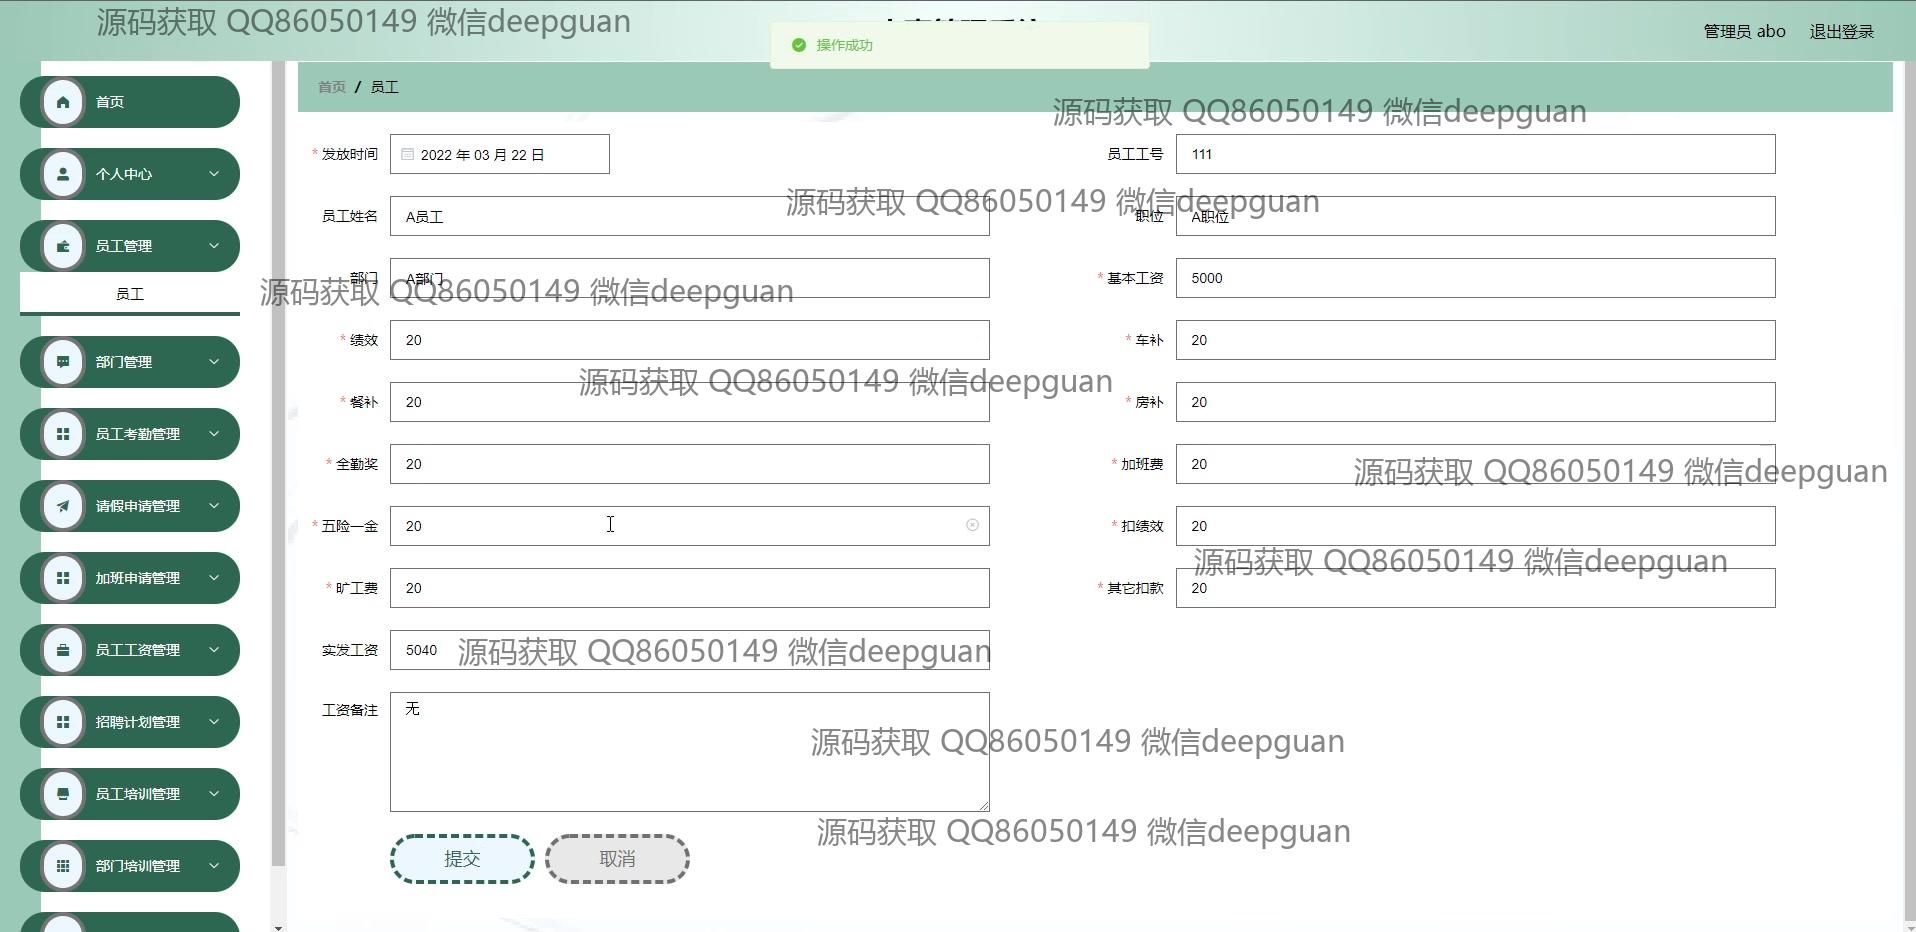 源码获取 QQ86050149 微信deepguan
操作成功
管理员 abo
退出登录
首页
个人中心
员工管理
员工
部门管理
员工考勤管理
请假申请管理
加班申请管理
员工工资管理
招聘计划管理
员工培训管理
部门培训管理
首页 / 员工
源码获取 QQ86050149 微信deepguan
* 发放时间 2022 年 03 月 22 日
员工工号 111
源码获取 QQ86050149 微信deepguan
员工姓名 A员工
职位 A职位
源码获取 QQ86050149 微信deepguan
部门 A部门
* 基本工资 5000
* 绩效 20
* 车补 20
源码获取 QQ86050149 微信deepguan
* 餐补 20
* 房补 20
* 全勤奖 20
* 加班费 20
源码获取 QQ86050149 微信deepguan
* 五险一金 20
* 扣绩效 20
源码获取 QQ86050149 微信deepguan
* 旷工费 20
* 其它扣款 20
实发工资 5040
源码获取 QQ86050149 微信deepguan
工资备注 无
源码获取 QQ86050149 微信deepguan
源码获取 QQ86050149 微信deepguan
提交
取消